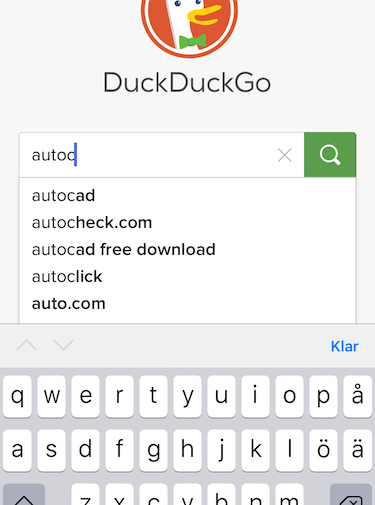 DuckDuckGo
autoc
autocad
autocheck.com
autocad free download
autoclick
auto.com
Klar
q w e r t y u i o p å
a s d f g h j k l ö ä
z x c v b n m